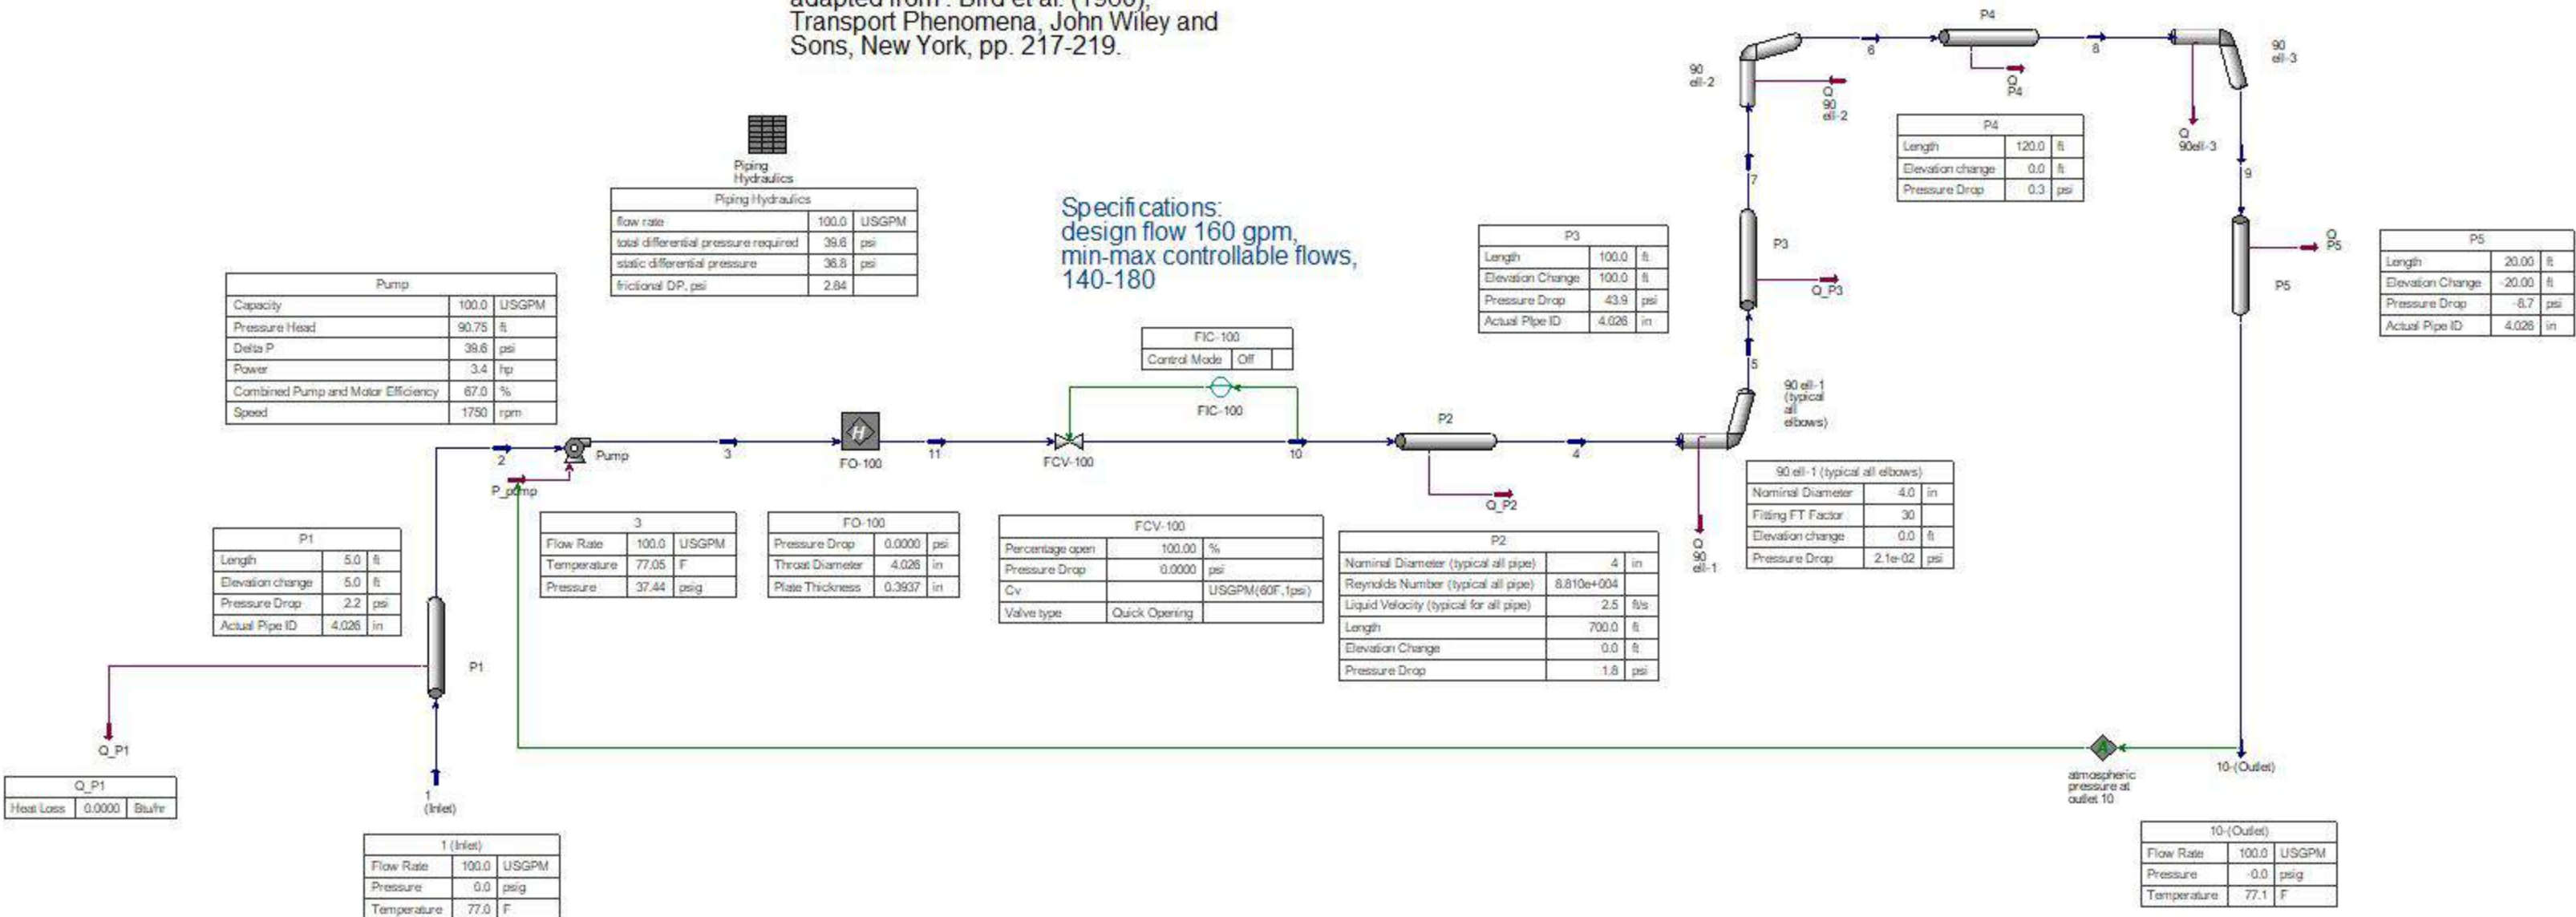 adapted from : Bird et al. (1960),
Transport Phenomena, John Wiley and
Sons, New York, pp. 217-219.
Piping
Hydraulics
Piping Hydraulics
flow rate 100.0 USGPM
total differential pressure required 39.6 psi
static differential pressure 36.8 psi
frictional DP, psi 2.84
Specifications:
design flow 160 gpm,
min-max controllable flows,
140-180
Pump
Capacity 100.0 USGPM
Pressure Head 90.75 ft
Delta P 39.6 psi
Power 3.4 hp
Combined Pump and Motor Efficiency 67.0 %
Speed 1750 rpm
FIC-100
Control Mode Off
FIC-100
P3
Length 100.0 ft
Elevation Change 100.0 ft
Pressure Drop 43.9 psi
Actual Pipe ID 4.026 in
90
ell-2
6
P4
8
90
ell-3
Q
90
ell-2
Q
P4
Q
90ell-3
P4
Length 120.0 ft
Elevation change 0.0 ft
Pressure Drop 0.3 psi
7
9
P3
Q_P3
Q
P5
P5
P5
Length 20.00 ft
Elevation Change -20.00 ft
Pressure Drop -8.7 psi
Actual Pipe ID 4.026 in
5
90 ell-1
(typical
all
elbows)
2
Pump
P_pump
3
FO-100
11
FCV-100
10
P2
4
Q_P2
Q
90
ell-1
90 ell-1 (typical all elbows)
Nominal Diameter 4.0 in
Fitting FT Factor 30
Elevation change 0.0 ft
Pressure Drop 2.1e-02 psi
P1
Length 5.0 ft
Elevation change 5.0 ft
Pressure Drop 2.2 psi
Actual Pipe ID 4.026 in
3
Flow Rate 100.0 USGPM
Temperature 77.05 F
Pressure 37.44 psig
FO-100
Pressure Drop 0.0000 psi
Throat Diameter 4.026 in
Plate Thickness 0.3937 in
FCV-100
Percentage open 100.00 %
Pressure Drop 0.0000 psi
Cv USGPM(60F,1psi)
Valve type Quick Opening
P2
Nominal Diameter (typical all pipe) 4 in
Reynolds Number (typical all pipe) 8.810e+004
Liquid Velocity (typical for all pipe) 2.5 ft/s
Length 700.0 ft
Elevation Change 0.0 ft
Pressure Drop 1.8 psi
P1
Q_P1
Q_P1
Heat Loss 0.0000 Btu/hr
1
(Inlet)
1 (Inlet)
Flow Rate 100.0 USGPM
Pressure 0.0 psig
Temperature 77.0 F
A
atmospheric
pressure at
outlet 10
10-(Outlet)
10-(Outlet)
Flow Rate 100.0 USGPM
Pressure -0.0 psig
Temperature 77.1 F
H